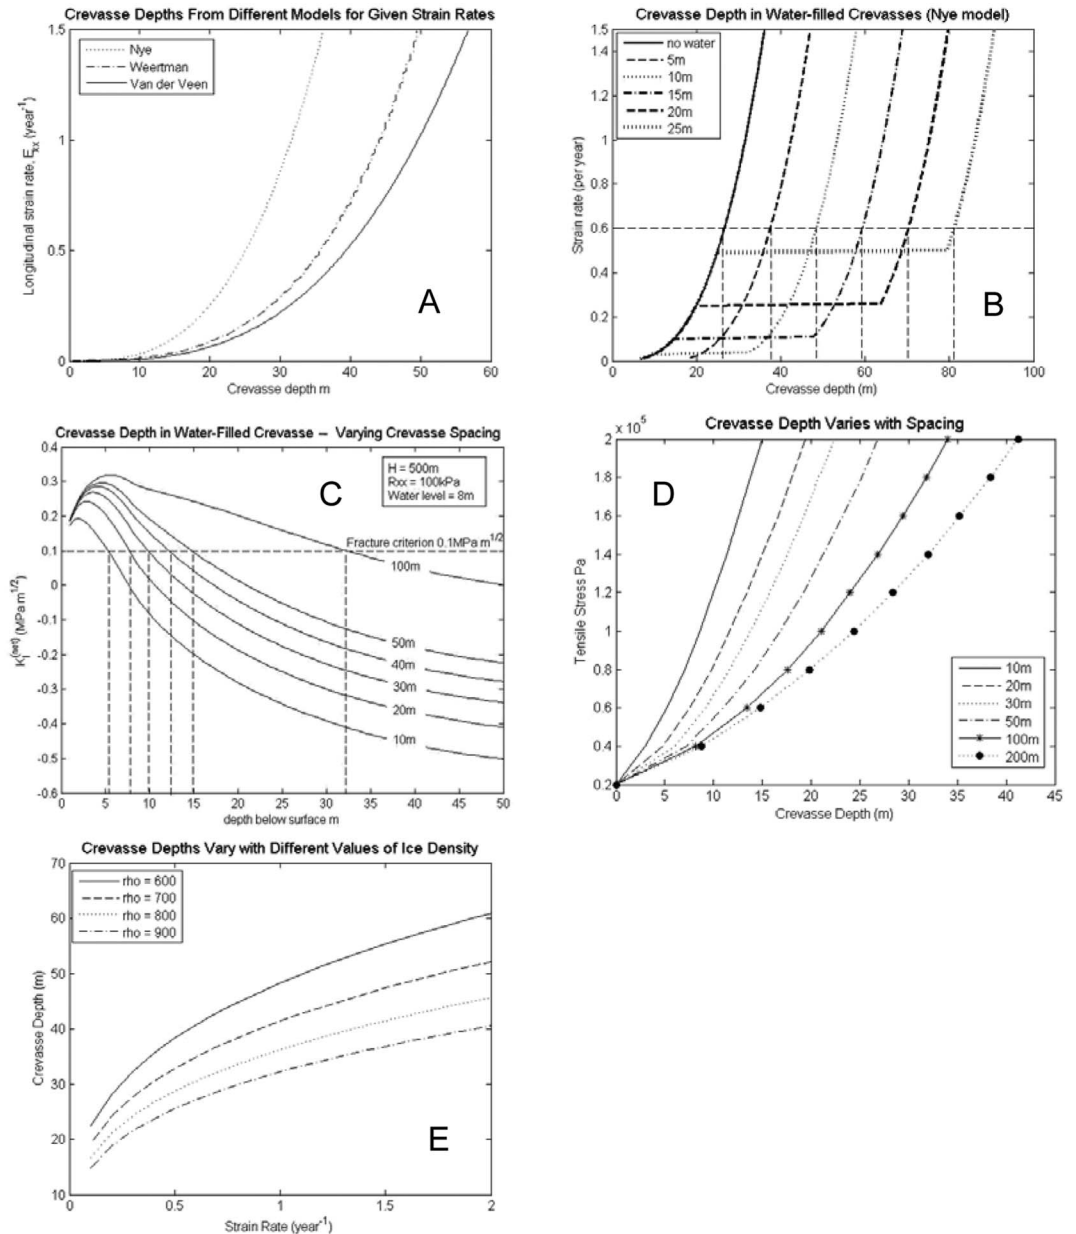 Crevasse Depths From Different Models for Given Strain Rates
Nye
Weertman
Van der Veen
Longitudinal strain rate, E_xx (year^-1)
1.5
1
0.5
0
0
10
20
30
40
50
60
Crevasse depth m
A
Crevasse Depth in Water-filled Crevasses (Nye model)
no water
5m
10m
15m
20m
25m
Strain rate (per year)
1.5
1.4
1.2
1
0.8
0.6
0.4
0.2
0
0
20
40
60
80
100
Crevasse depth (m)
B
Crevasse Depth in Water-Filled Crevasse – Varying Crevasse Spacing
H = 500m
Rxx = 100kPa
Water level = 8m
C
Fracture criterion 0.1MPa m^1/2
100m
50m
40m
30m
20m
10m
K_I^(net) (MPa m^1/2)
0.4
0.3
0.2
0.1
0
-0.1
-0.2
-0.3
-0.4
-0.5
-0.6
0
5
10
15
20
25
30
35
40
45
50
depth below surface m
Crevasse Depth Varies with Spacing
x 10^5
D
Tensile Stress Pa
2
1.8
1.6
1.4
1.2
1
0.8
0.6
0.4
0.2
10m
20m
30m
50m
100m
200m
0
5
10
15
20
25
30
35
40
45
Crevasse Depth (m)
Crevasse Depths Vary with Different Values of Ice Density
rho = 600
rho = 700
rho = 800
rho = 900
Crevasse Depth (m)
70
60
50
40
30
20
10
0
0.5
1
1.5
2
Strain Rate (year^-1)
E